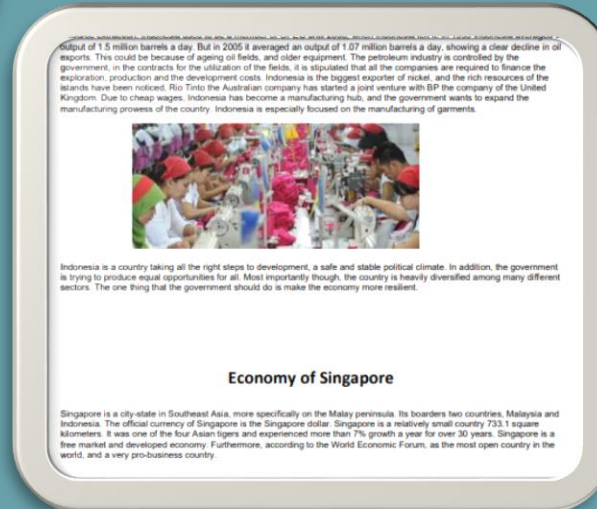 output of 1.5 million barrels a day. But in 2005 it averaged an output of 1.07 million barrels a day, showing a clear decline in oil
exports. This could be because of ageing oil fields, and older equipment. The petroleum industry is controlled by the
government, in the contracts for the utilization of the fields, it is stipulated that all the companies are required to finance the
exploration, production and the development costs. Indonesia is the biggest exporter of nickel, and the rich resources of the
islands have been noticed. Rio Tinto the Australian company has started a joint venture with BP the company of the United
Kingdom. Due to cheap wages, Indonesia has become a manufacturing hub, and the government wants to expand the
manufacturing prowess of the country. Indonesia is especially focused on the manufacturing of garments.
Indonesia is a country taking all the right steps to development, a safe and stable political climate. In addition, the government
is trying to produce equal opportunities for all. Most importantly though, the country is heavily diversified among many different
sectors. The one thing that the government should do is make the economy more resilient.
Economy of Singapore
Singapore is a city-state in Southeast Asia, more specifically on the Malay peninsula. Its boarders two countries, Malaysia and
Indonesia. The official currency of Singapore is the Singapore dollar. Singapore is a relatively small country 733.1 square
kilometers. It was one of the four Asian tigers and experienced more than 7% growth a year for over 30 years. Singapore is a
free market and developed economy. Furthermore, according to the World Economic Forum, as the most open country in the
world, and a very pro-business country.